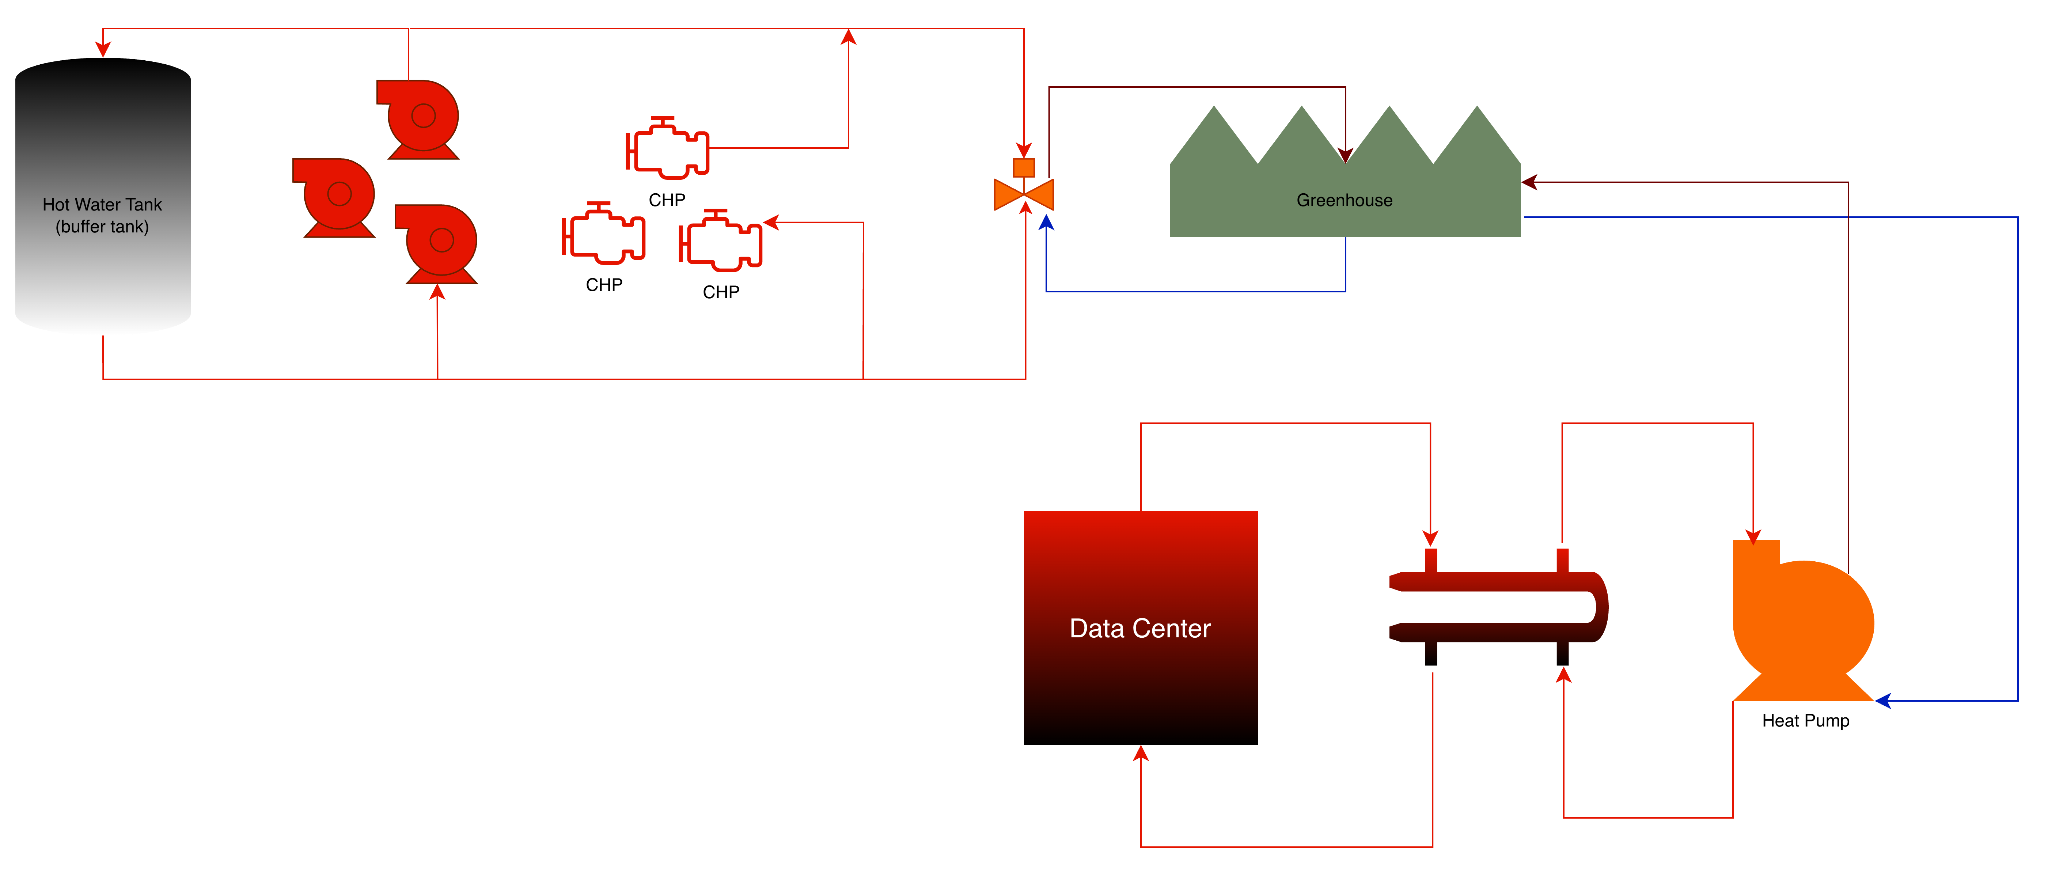 Hot Water Tank
(buffer tank)
CHP
CHP
CHP
Greenhouse
Data Center
Heat Pump